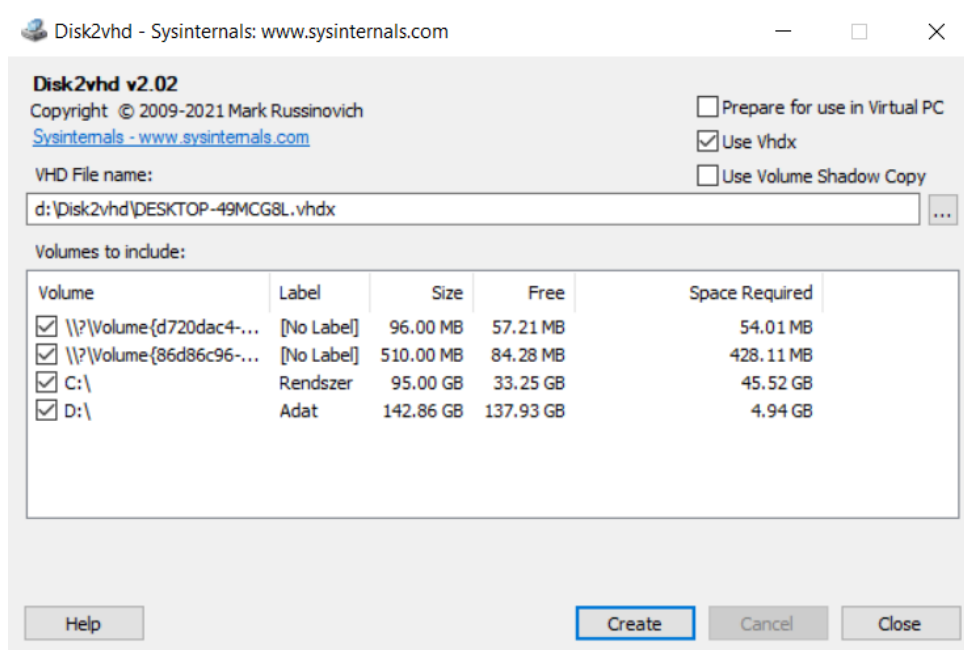 Disk2vhd - Sysinternals: www.sysinternals.com
Disk2vhd v2.02
Copyright © 2009-2021 Mark Russinovich
Sysinternals - www.sysinternals.com
Prepare for use in Virtual PC
Use Vhdx
Use Volume Shadow Copy
VHD File name:
d:\Disk2vhd\DESKTOP-49MCG8L.vhdx
...
Volumes to include:
Volume Label Size Free Space Required
\\?\Volume{d720dac4-... [No Label] 96.00 MB 57.21 MB 54.01 MB
\\?\Volume{86d86c96-... [No Label] 510.00 MB 84.28 MB 428.11 MB
C:\ Rendszer 95.00 GB 33.25 GB 45.52 GB
D:\ Adat 142.86 GB 137.93 GB 4.94 GB
Help Create Cancel Close